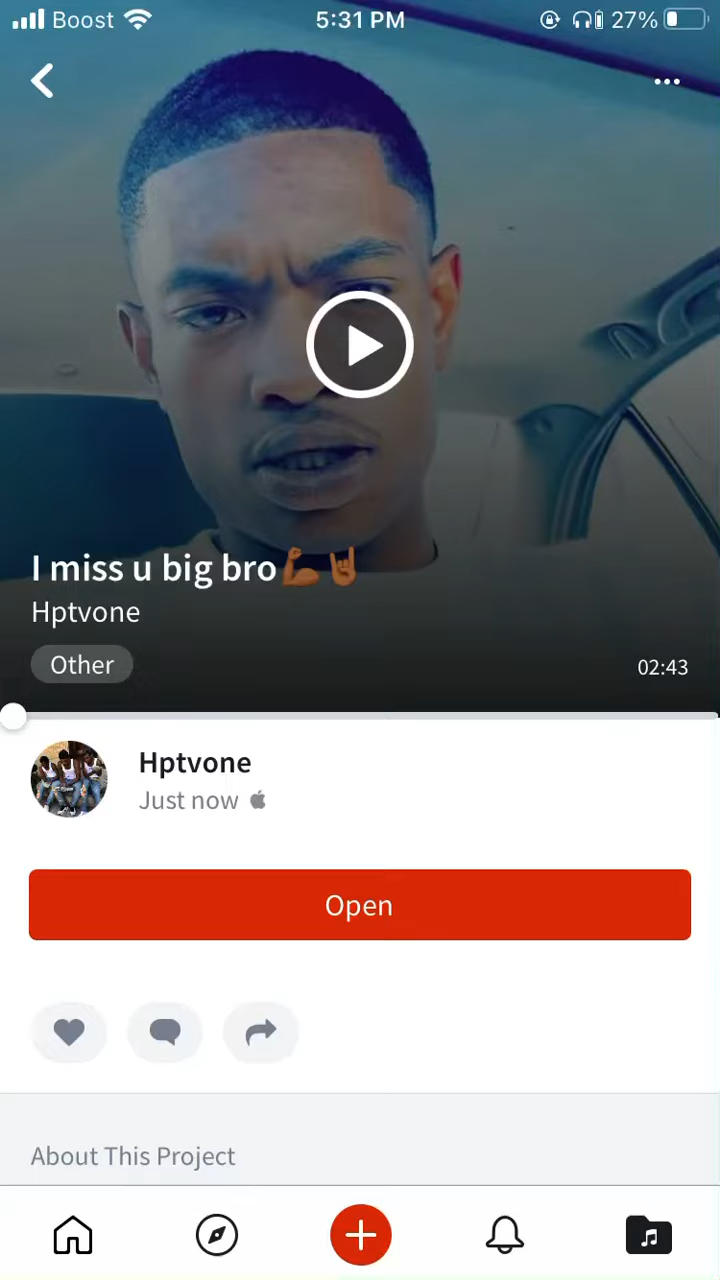 Boost 5:31 PM 27%
I miss u big bro💪🤘
Hptvone
Other
02:43
Hptvone
Just now
Open
About This Project